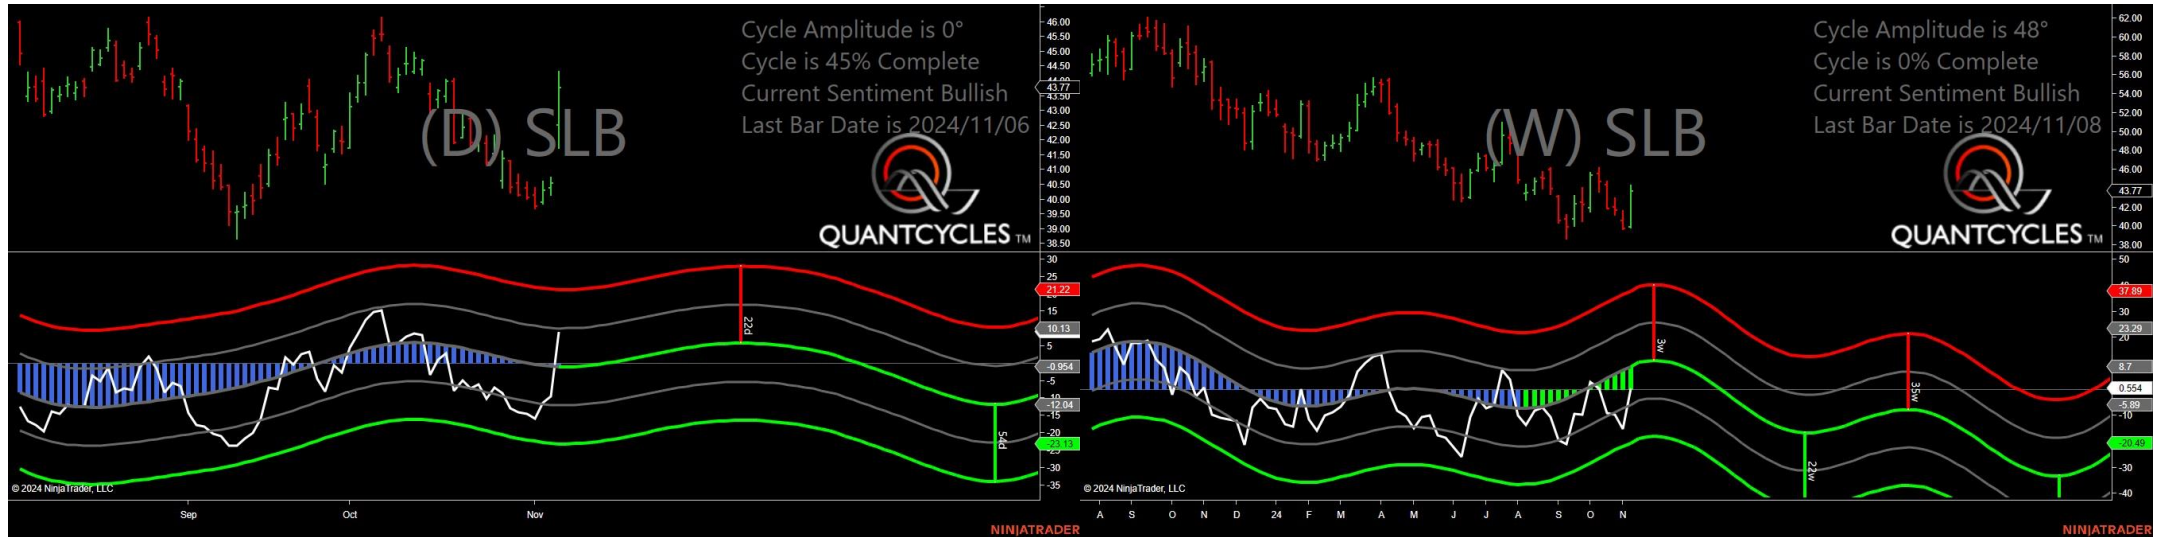 Cycle Amplitude is 0°
Cycle is 45% Complete
Current Sentiment Bullish
Last Bar Date is 2024/11/06
(D) SLB
QUANTCYCLES TM
46.00
45.50
45.00
44.50
43.77
43.50
43.00
42.50
42.00
41.50
41.00
40.50
40.00
39.50
39.00
38.50
30
25
21.22
15
10.13
5
-0.954
-5
-12.04
-15
-20
-23.13
-30
-35
22d
54d
© 2024 NinjaTrader, LLC
Sep
Oct
Nov
NINJATRADER
Cycle Amplitude is 48°
Cycle is 0% Complete
Current Sentiment Bullish
Last Bar Date is 2024/11/08
(W) SLB
QUANTCYCLES TM
62.00
60.00
58.00
56.00
54.00
52.00
50.00
48.00
46.00
43.77
42.00
40.00
38.00
50
37.89
30
23.29
20
8.7
0.554
-5.89
-10
-20.49
-30
-40
3w
35w
22w
© 2024 NinjaTrader, LLC
A S O N D 24 F M A M J J A S O N
NINJATRADER